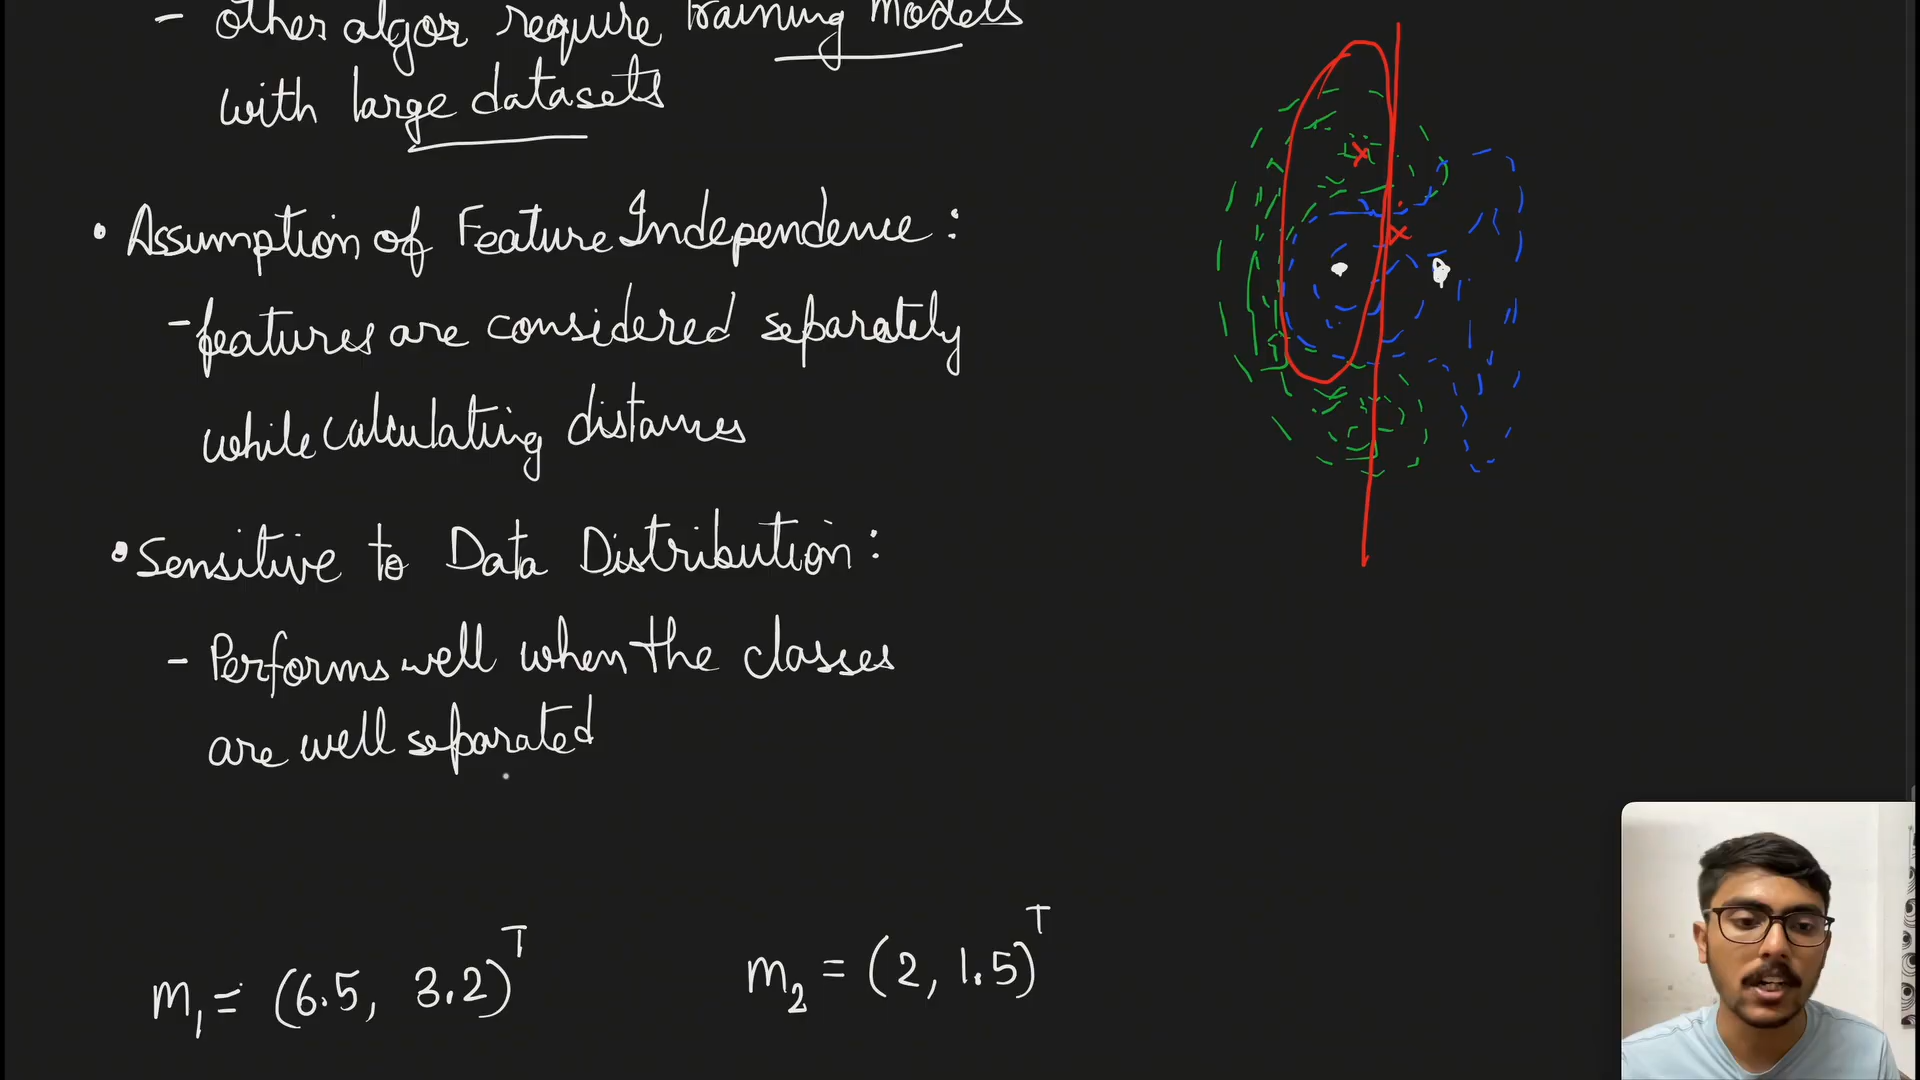 - other algos require training models
with large datasets
• Assumption of Feature Independence:
- features are considered separately
while calculating distances
• Sensitive to Data Distribution:
- Performs well when the classes
are well separated
m₁ = (6.5, 3.2)ᵀ
m₂ = (2, 1.5)ᵀ